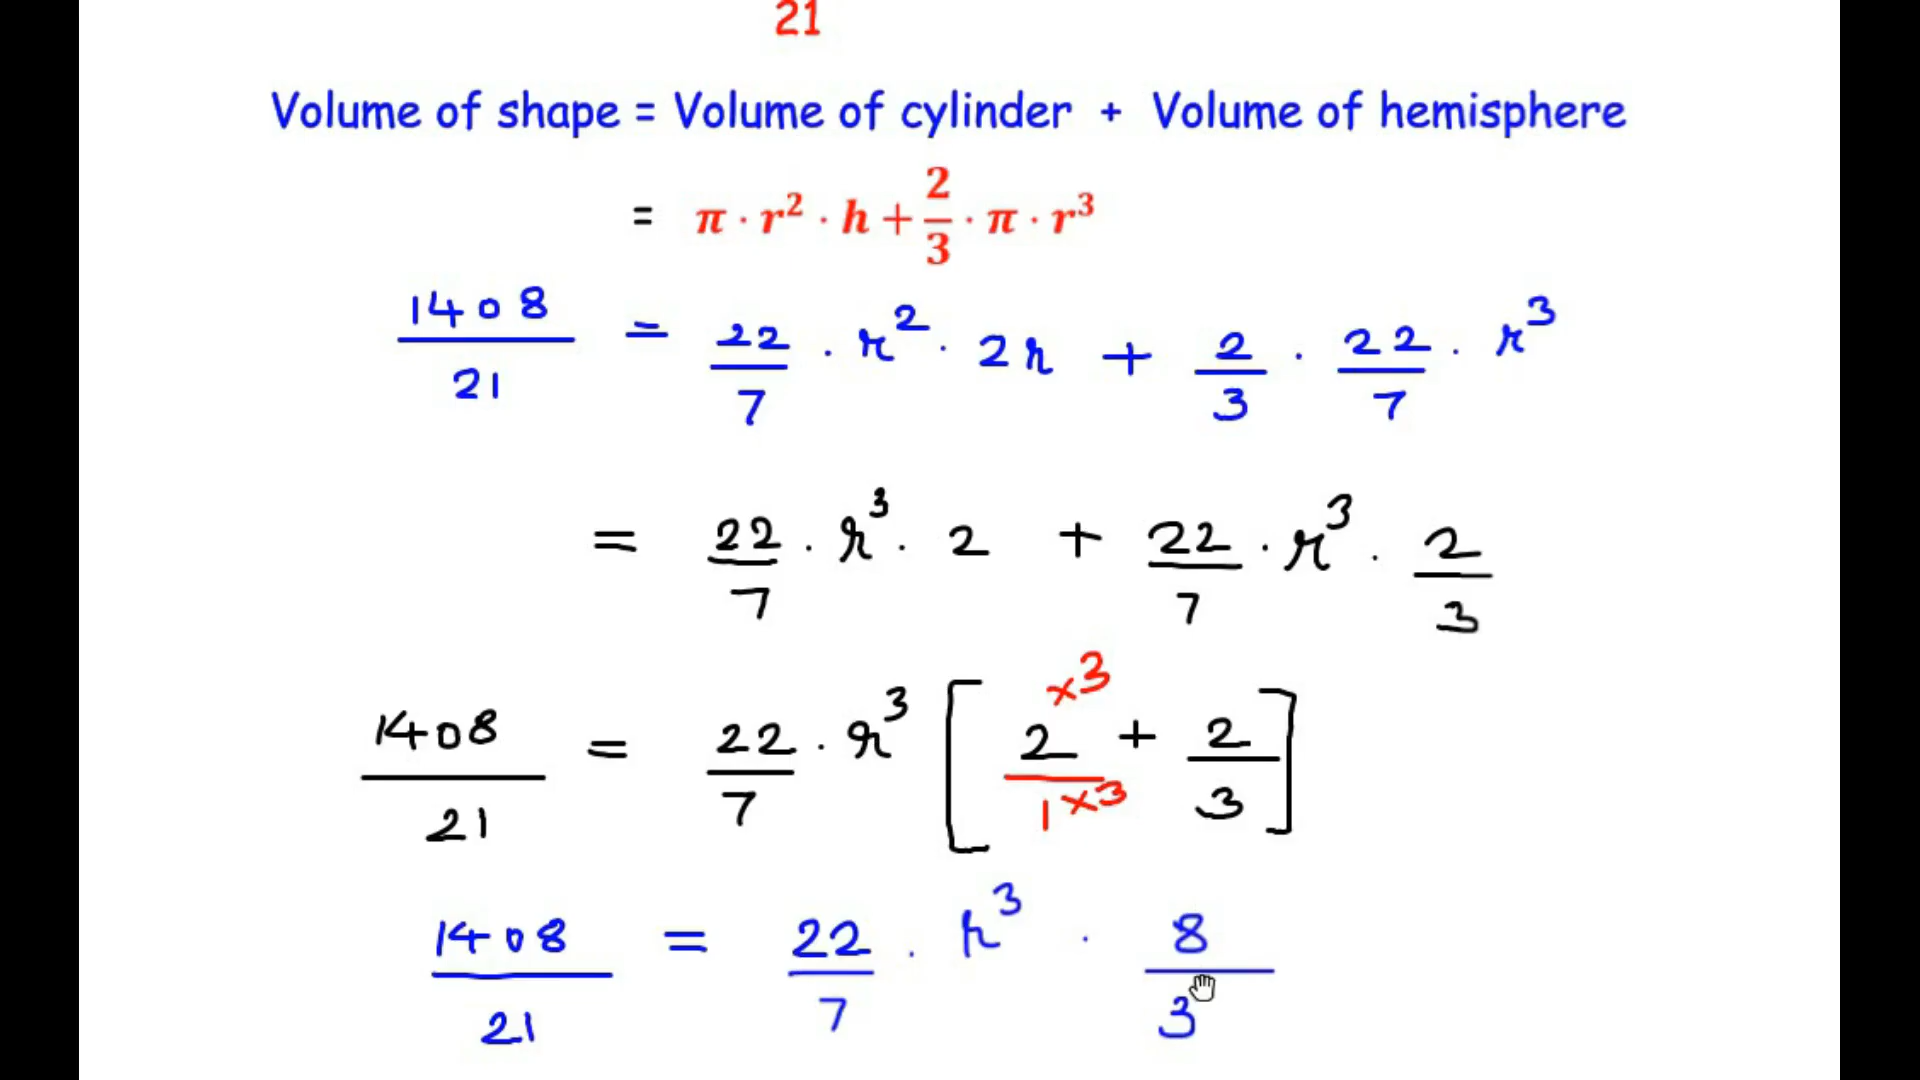 21
Volume of shape = Volume of cylinder + Volume of hemisphere
= π · r² · h + 2/3 · π · r³
1408/21 = 22/7 · r² · 2r + 2/3 · 22/7 · r³
= 22/7 · r³ · 2 + 22/7 · r³ · 2/3
1408/21 = 22/7 · r³ [ 2×3/1×3 + 2/3 ]
1408/21 = 22/7 · r³ · 8/3